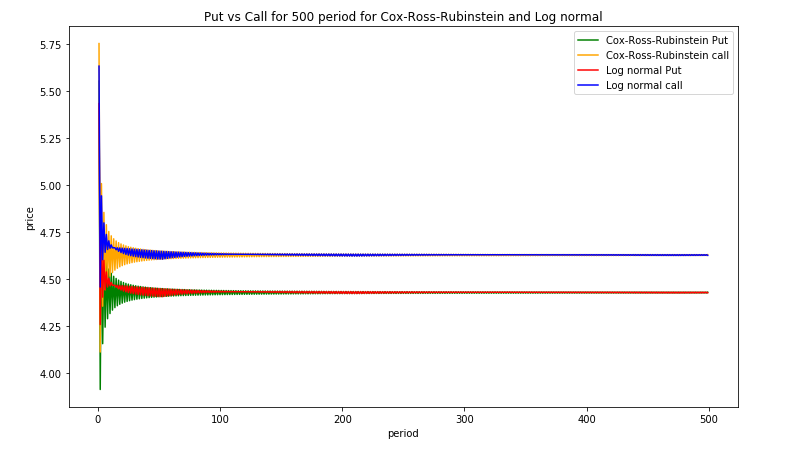 Put vs Call for 500 period for Cox-Ross-Rubinstein and Log normal
Cox-Ross-Rubinstein Put
Cox-Ross-Rubinstein call
Log normal Put
Log normal call
price
5.75
5.50
5.25
5.00
4.75
4.50
4.25
4.00
0
100
200
300
400
500
period